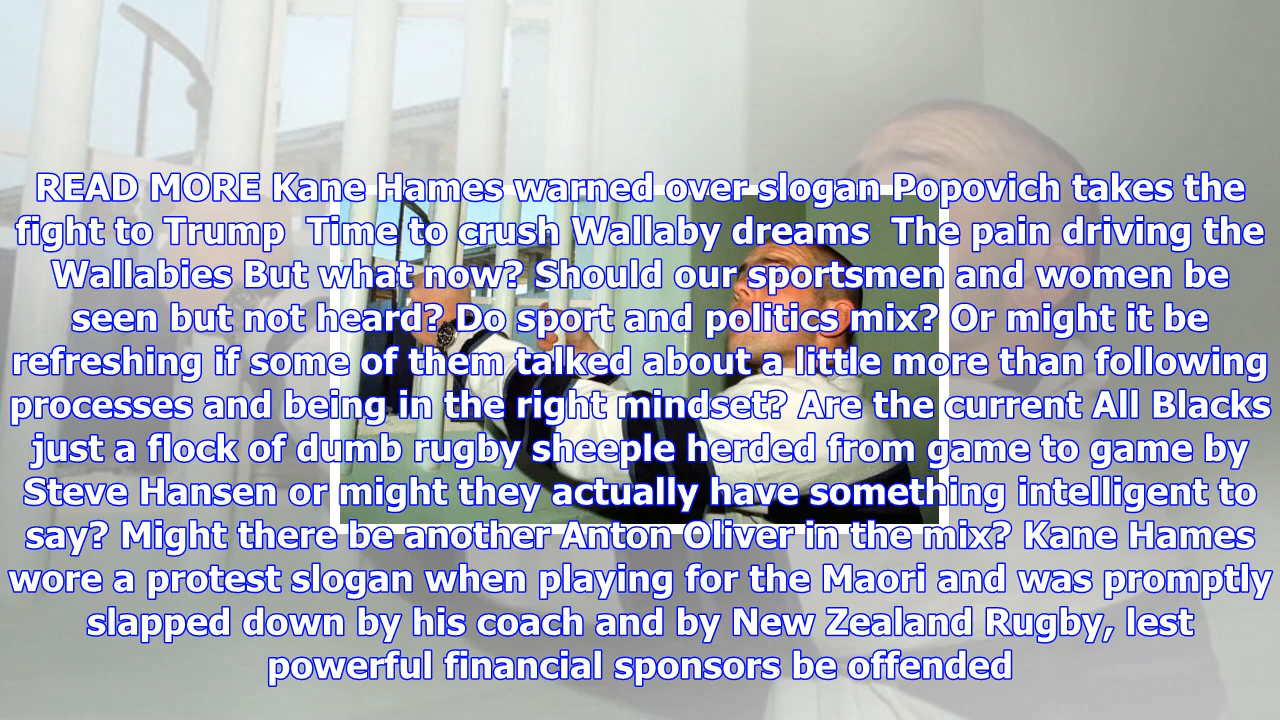 READ MORE Kane Hames warned over slogan Popovich takes the
fight to Trump  Time to crush Wallaby dreams  The pain driving the
Wallabies But what now? Should our sportsmen and women be
seen but not heard? Do sport and politics mix? Or might it be
refreshing if some of them talked about a little more than following
processes and being in the right mindset? Are the current All Blacks
just a flock of dumb rugby sheeple herded from game to game by
Steve Hansen or might they actually have something intelligent to
say? Might there be another Anton Oliver in the mix? Kane Hames
wore a protest slogan when playing for the Maori and was promptly
slapped down by his coach and by New Zealand Rugby, lest
powerful financial sponsors be offended